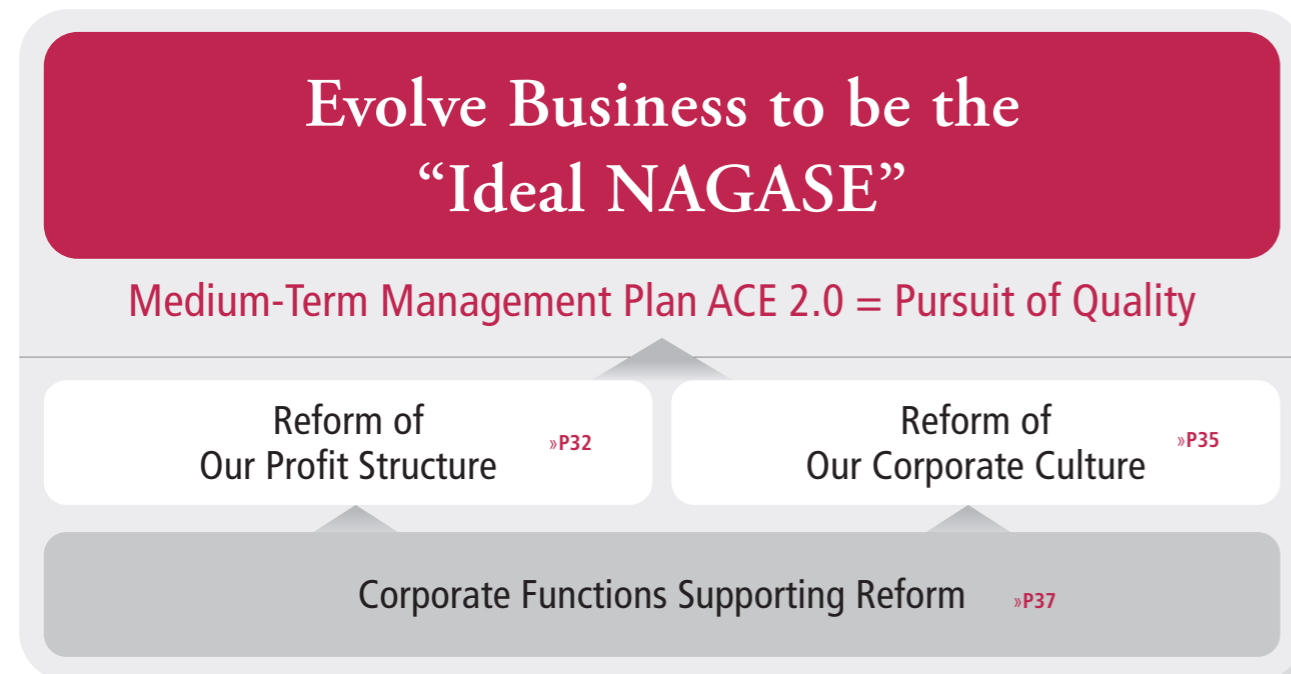 Evolve Business to be the
“Ideal NAGASE”
Medium-Term Management Plan ACE 2.0 = Pursuit of Quality
Reform of
Our Profit Structure »P32
Reform of
Our Corporate Culture »P35
Corporate Functions Supporting Reform »P37